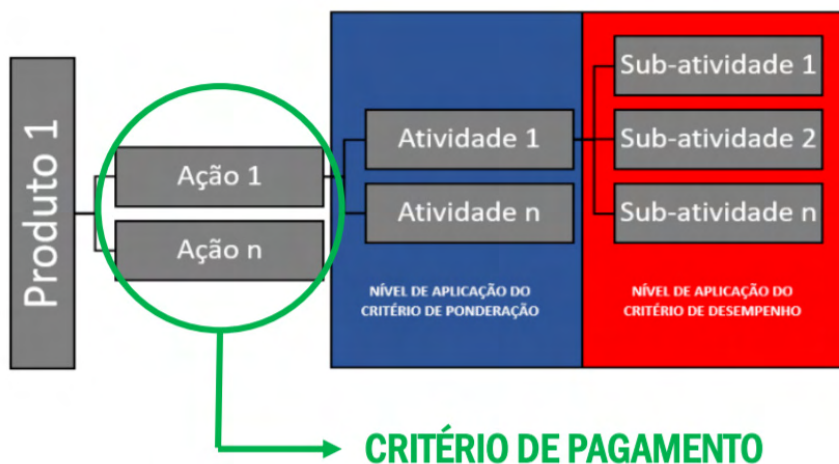 Produto 1
Ação 1
Ação n
Atividade 1
Atividade n
NÍVEL DE APLICAÇÃO DO
CRITÉRIO DE PONDERAÇÃO
Sub-atividade 1
Sub-atividade 2
Sub-atividade n
NÍVEL DE APLICAÇÃO DO
CRITÉRIO DE DESEMPENHO
CRITÉRIO DE PAGAMENTO